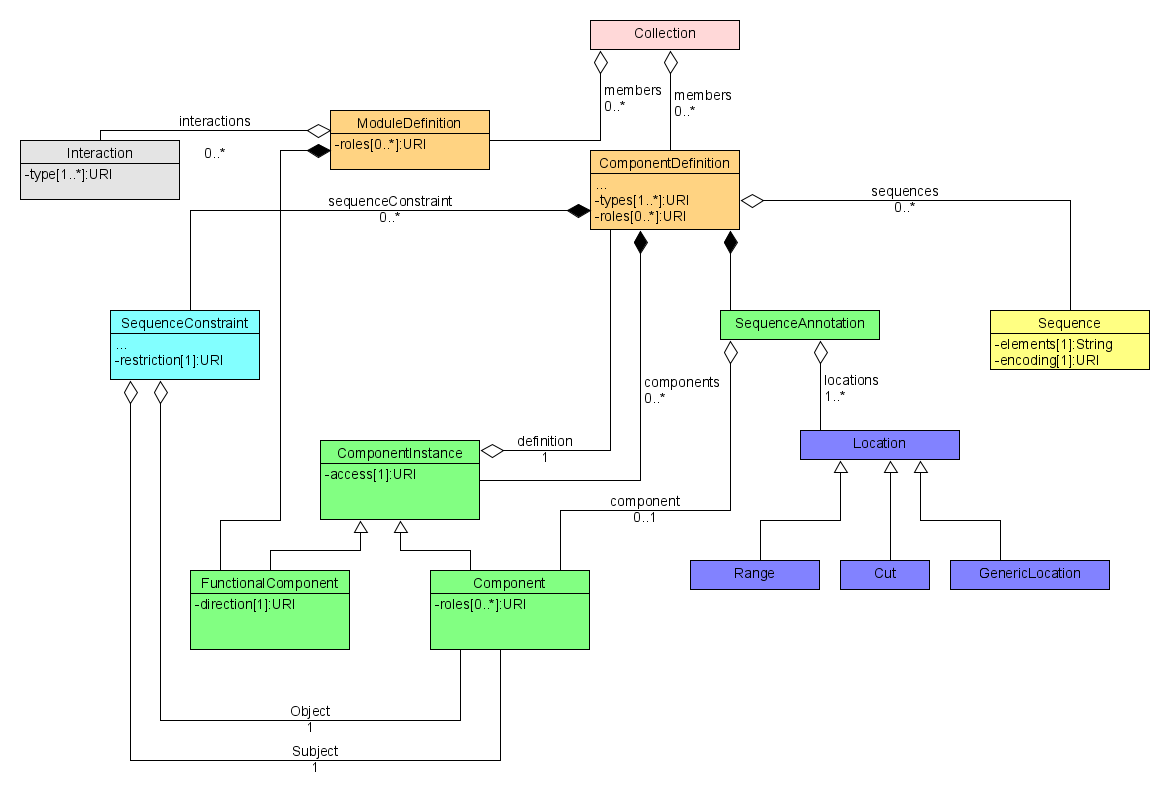 Collection
members
0..*
members
0..*
interactions
0..*
ModuleDefinition
-roles[0..*]:URI
Interaction
-type[1..*]:URI
ComponentDefinition
...
-types[1..*]:URI
-roles[0..*]:URI
sequences
0..*
sequenceConstraint
0..*
SequenceConstraint
...
-restriction[1]:URI
SequenceAnnotation
Sequence
-elements[1]:String
-encoding[1]:URI
components
0..*
locations
1..*
definition
1
ComponentInstance
-access[1]:URI
Location
component
0..1
FunctionalComponent
-direction[1]:URI
Component
-roles[0..*]:URI
Range
Cut
GenericLocation
Object
1
Subject
1